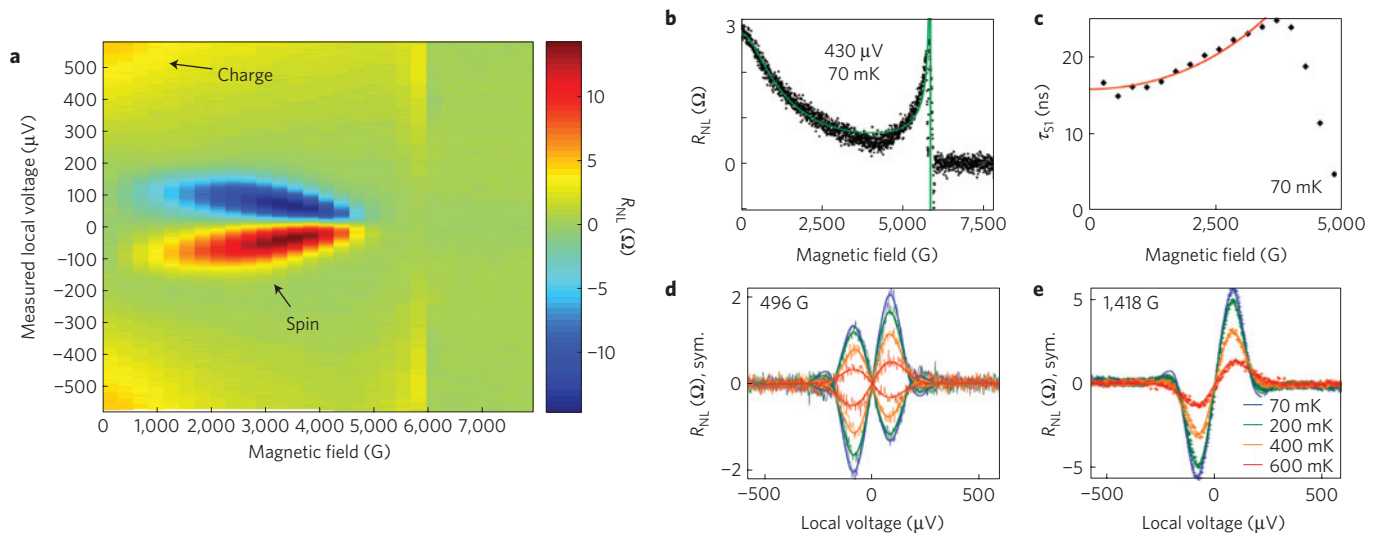 a
Charge
Spin
500
400
300
200
100
0
−100
−200
−300
−400
−500
Measured local voltage (μV)
0
1,000
2,000
3,000
4,000
5,000
6,000
7,000
Magnetic field (G)
10
5
0
−5
−10
R_NL (Ω)
b
430 μV
70 mK
3
0
R_NL (Ω)
0
2,500
5,000
7,500
Magnetic field (G)
c
70 mK
20
10
0
τ_S1 (ns)
0
2,500
5,000
Magnetic field (G)
d
496 G
2
0
−2
R_NL (Ω), sym.
−500
0
500
Local voltage (μV)
e
1,418 G
5
0
−5
R_NL (Ω), sym.
70 mK
200 mK
400 mK
600 mK
−500
0
500
Local voltage (μV)